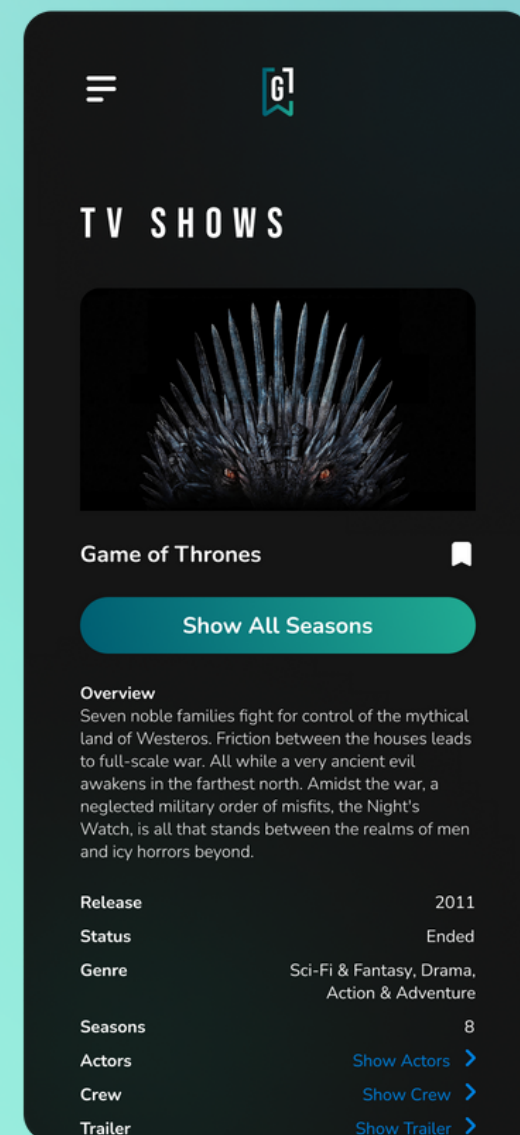 G
TV SHOWS
Game of Thrones
Show All Seasons
Overview
Seven noble families fight for control of the mythical
land of Westeros. Friction between the houses leads
to full-scale war. All while a very ancient evil
awakens in the farthest north. Amidst the war, a
neglected military order of misfits, the Night's
Watch, is all that stands between the realms of men
and icy horrors beyond.
Release 2011
Status Ended
Genre Sci-Fi & Fantasy, Drama,
Action & Adventure
Seasons 8
Actors Show Actors
Crew Show Crew
Trailer Show Trailer